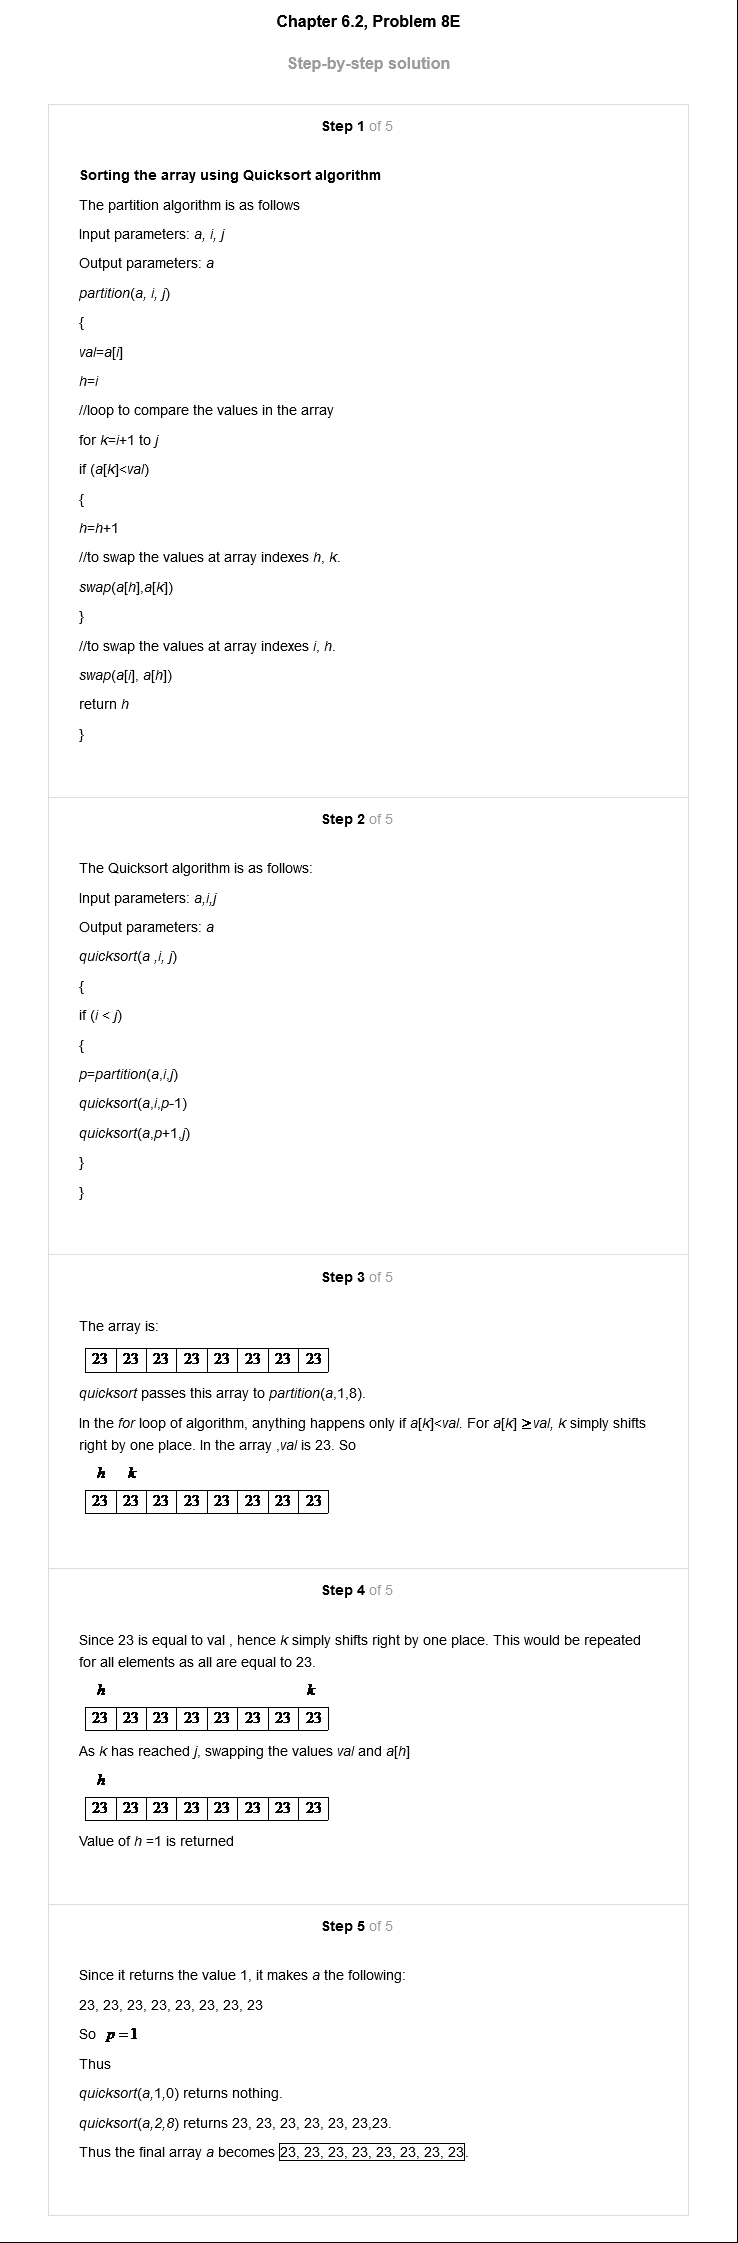 Chapter 6.2, Problem 8E
Step-by-step solution
Step 1 of 5
Sorting the array using Quicksort algorithm
The partition algorithm is as follows
Input parameters: a, i, j
Output parameters: a
partition(a, i, j)
{
val=a[i]
h=i
//loop to compare the values in the array
for k=i+1 to j
if (a[k]<val)
{
h=h+1
//to swap the values at array indexes h, k.
swap(a[h],a[k])
}
//to swap the values at array indexes i, h.
swap(a[i], a[h])
return h
}
Step 2 of 5
The Quicksort algorithm is as follows:
Input parameters: a,i,j
Output parameters: a
quicksort(a ,i, j)
{
if (i < j)
{
p=partition(a,i,j)
quicksort(a,i,p-1)
quicksort(a,p+1,j)
}
}
Step 3 of 5
The array is:
23 23 23 23 23 23 23 23
quicksort passes this array to partition(a,1,8).
In the for loop of algorithm, anything happens only if a[k]<val. For a[k] ≥val, k simply shifts
right by one place. In the array ,val is 23. So
h k
23 23 23 23 23 23 23 23
Step 4 of 5
Since 23 is equal to val , hence k simply shifts right by one place. This would be repeated
for all elements as all are equal to 23.
h k
23 23 23 23 23 23 23 23
As k has reached j, swapping the values val and a[h]
h
23 23 23 23 23 23 23 23
Value of h =1 is returned
Step 5 of 5
Since it returns the value 1, it makes a the following:
23, 23, 23, 23, 23, 23, 23, 23
So p=1
Thus
quicksort(a,1,0) returns nothing.
quicksort(a,2,8) returns 23, 23, 23, 23, 23, 23,23.
Thus the final array a becomes 23, 23, 23, 23, 23, 23, 23, 23.